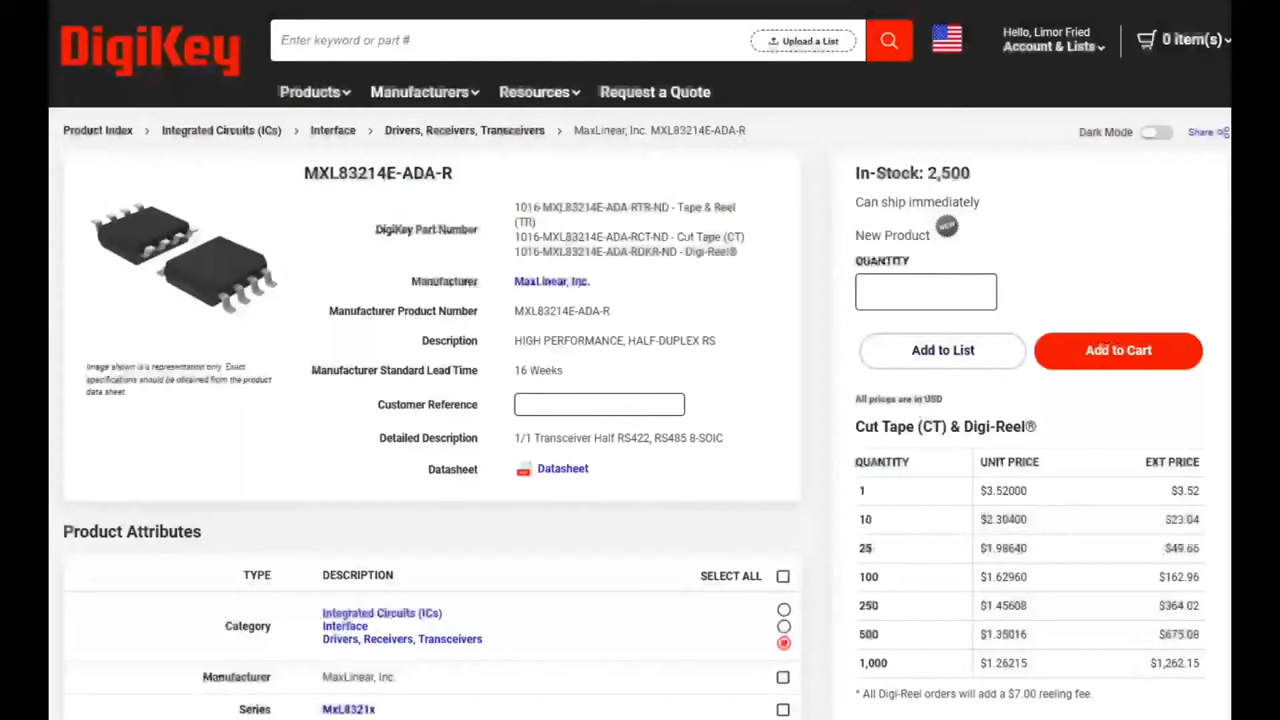 DigiKey
Enter keyword or part #
Upload a List
Hello, Limor Fried
Account & Lists
0 item(s)
Products
Manufacturers
Resources
Request a Quote
Product Index > Integrated Circuits (ICs) > Interface > Drivers, Receivers, Transceivers > MaxLinear, Inc. MXL83214E-ADA-R
Dark Mode
Share
MXL83214E-ADA-R
DigiKey Part Number
1016-MXL83214E-ADA-RTR-ND - Tape & Reel
(TR)
1016-MXL83214E-ADA-RCT-ND - Cut Tape (CT)
1016-MXL83214E-ADA-RDKR-ND - Digi-Reel®
Manufacturer
MaxLinear, Inc.
Manufacturer Product Number
MXL83214E-ADA-R
Description
HIGH PERFORMANCE, HALF-DUPLEX RS
Manufacturer Standard Lead Time
16 Weeks
Customer Reference
Detailed Description
1/1 Transceiver Half RS422, RS485 8-SOIC
Datasheet
Datasheet
Image shown is a representation only. Exact
specifications should be obtained from the product
data sheet.
In-Stock: 2,500
Can ship immediately
New Product
NEW
QUANTITY
Add to List
Add to Cart
All prices are in USD
Cut Tape (CT) & Digi-Reel®
QUANTITY UNIT PRICE EXT PRICE
1 $3.52000 $3.52
10 $2.30400 $23.04
25 $1.98640 $49.66
100 $1.62960 $162.96
250 $1.45608 $364.02
500 $1.35016 $675.08
1,000 $1.26215 $1,262.15
* All Digi-Reel orders will add a $7.00 reeling fee.
Product Attributes
TYPE DESCRIPTION SELECT ALL
Category
Integrated Circuits (ICs)
Interface
Drivers, Receivers, Transceivers
Manufacturer
MaxLinear, Inc.
Series
MxL8321x